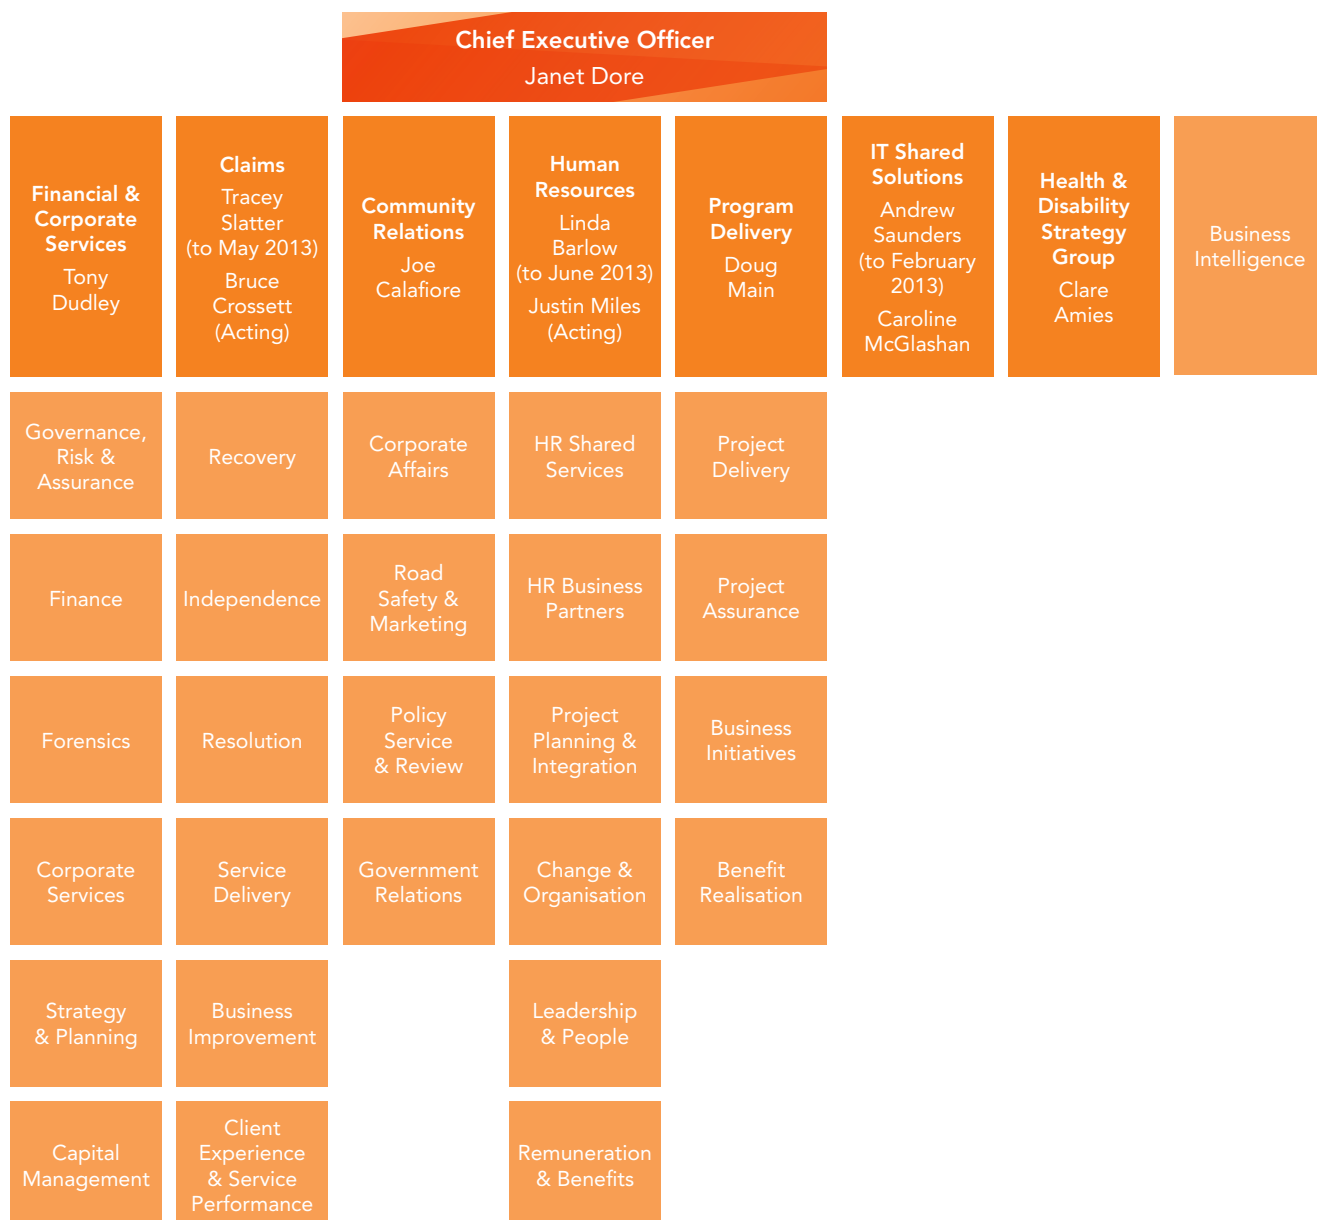 Chief Executive Officer
Janet Dore
Financial &
Corporate
Services
Tony
Dudley
Claims
Tracey
Slatter
(to May 2013)
Bruce
Crossett
(Acting)
Community
Relations
Joe
Calafiore
Human
Resources
Linda
Barlow
(to June 2013)
Justin Miles
(Acting)
Program
Delivery
Doug
Main
IT Shared
Solutions
Andrew
Saunders
(to February
2013)
Caroline
McGlashan
Health &
Disability
Strategy
Group
Clare
Amies
Business
Intelligence
Governance,
Risk &
Assurance
Recovery
Corporate
Affairs
HR Shared
Services
Project
Delivery
Finance
Independence
Road
Safety &
Marketing
HR Business
Partners
Project
Assurance
Forensics
Resolution
Policy
Service
& Review
Project
Planning &
Integration
Business
Initiatives
Corporate
Services
Service
Delivery
Government
Relations
Change &
Organisation
Benefit
Realisation
Strategy
& Planning
Business
Improvement
Leadership
& People
Capital
Management
Client
Experience
& Service
Performance
Remuneration
& Benefits